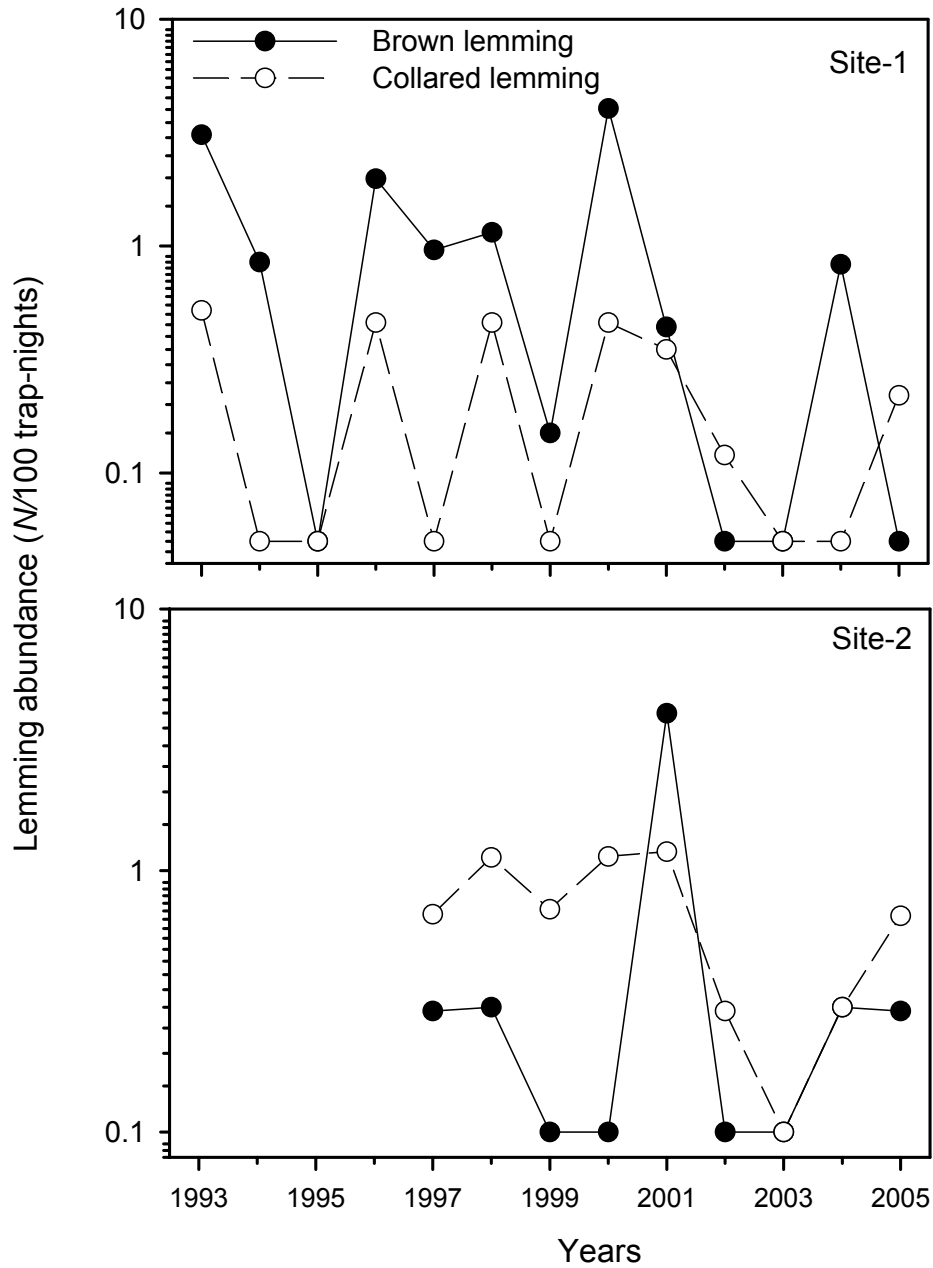 10
Brown lemming
Site-1
Collared lemming
1
0.1
Lemming abundance (N/100 trap-nights)
10
Site-2
1
0.1
1993 1995 1997 1999 2001 2003 2005
Years